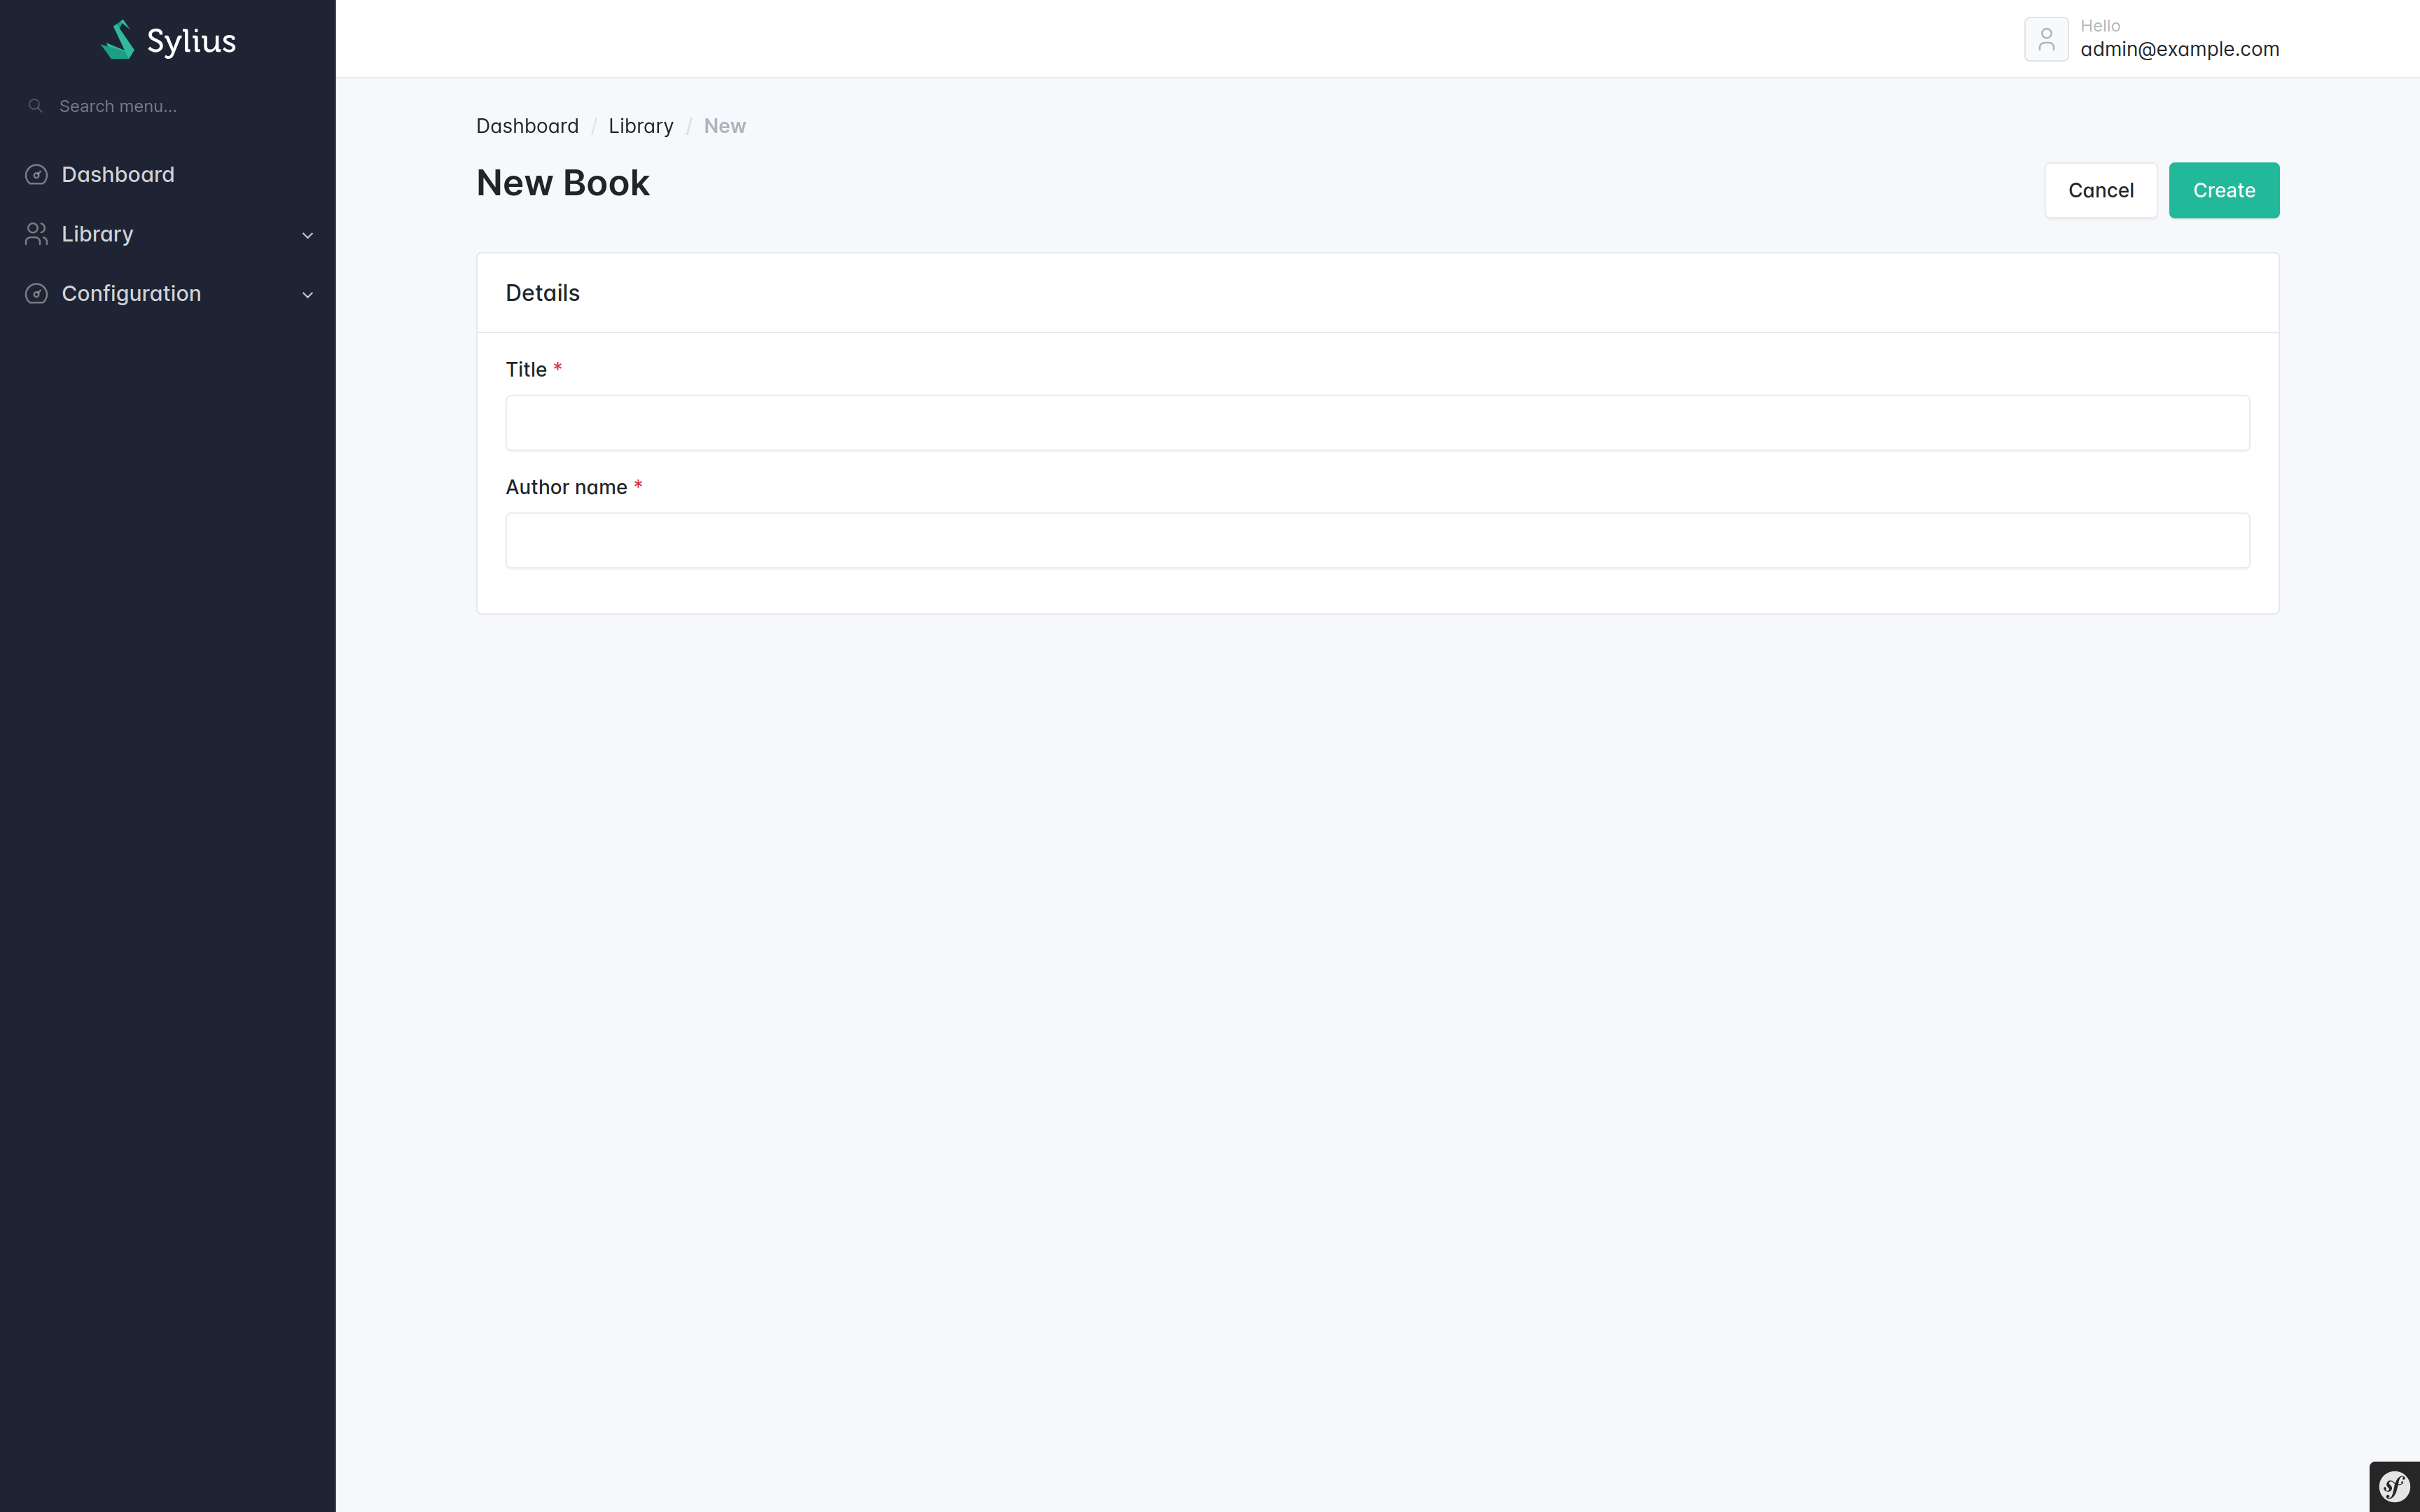 Sylius
Search menu...
Dashboard
Library
Configuration
Hello
admin@example.com
Dashboard / Library / New
New Book
Cancel
Create
Details
Title *
Author name *
sf